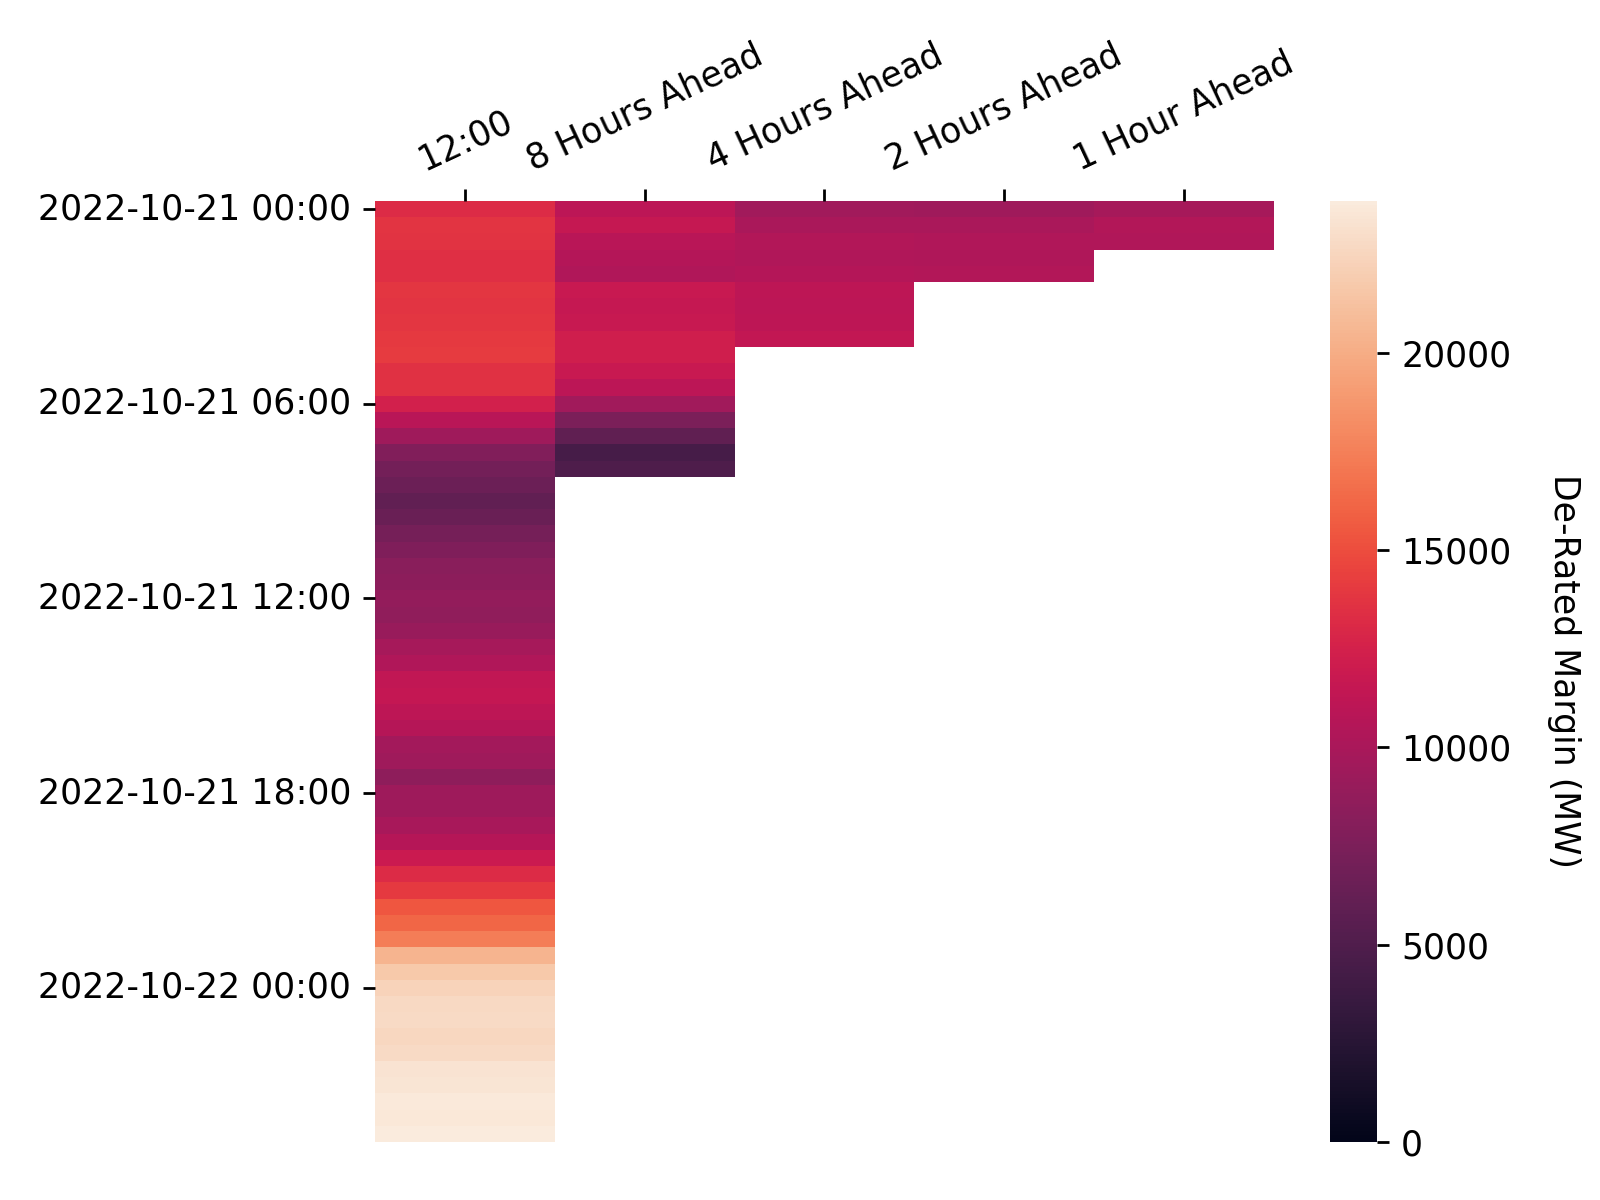 12:00
8 Hours Ahead
4 Hours Ahead
2 Hours Ahead
1 Hour Ahead
2022-10-21 00:00
2022-10-21 06:00
2022-10-21 12:00
2022-10-21 18:00
2022-10-22 00:00
20000
15000
10000
5000
0
De-Rated Margin (MW)